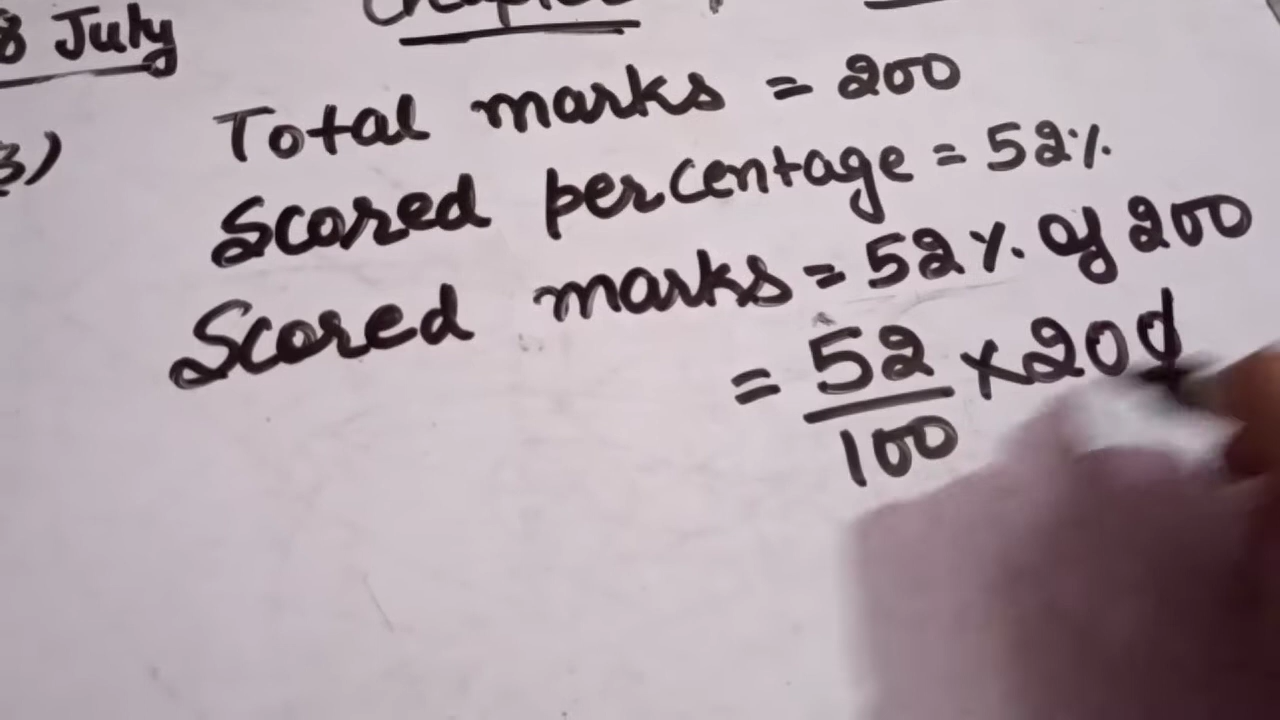 8 July
3)
Total marks = 200
Scored percentage = 52%
Scored marks = 52% of 200
= 52/100 × 200